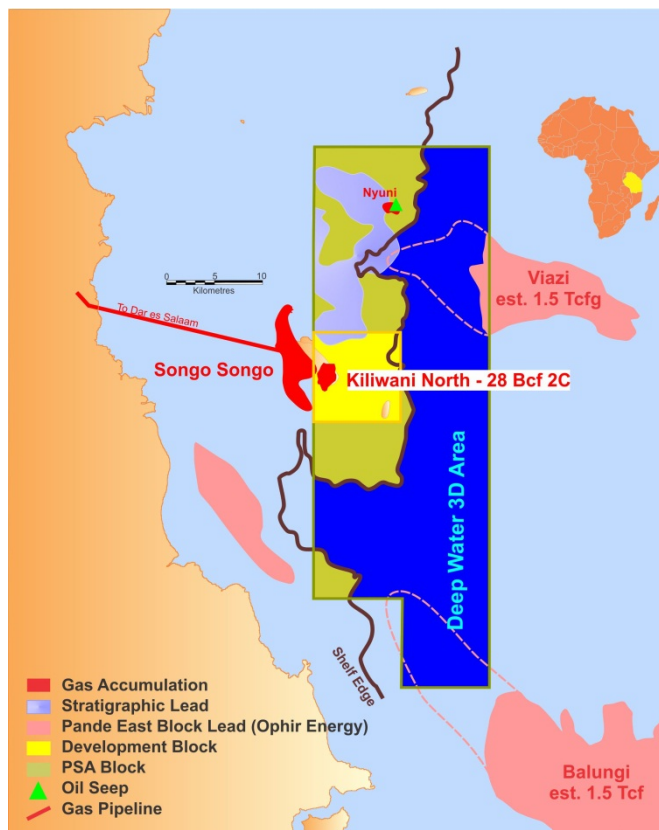 Nyuni
Viazi
est. 1.5 Tcfg
0 5 10
Kilometres
To Dar es Salaam
Songo Songo
Kiliwani North - 28 Bcf 2C
Deep Water 3D Area
Shelf Edge
Gas Accumulation
Stratigraphic Lead
Pande East Block Lead (Ophir Energy)
Development Block
PSA Block
Oil Seep
Gas Pipeline
Balungi
est. 1.5 Tcf